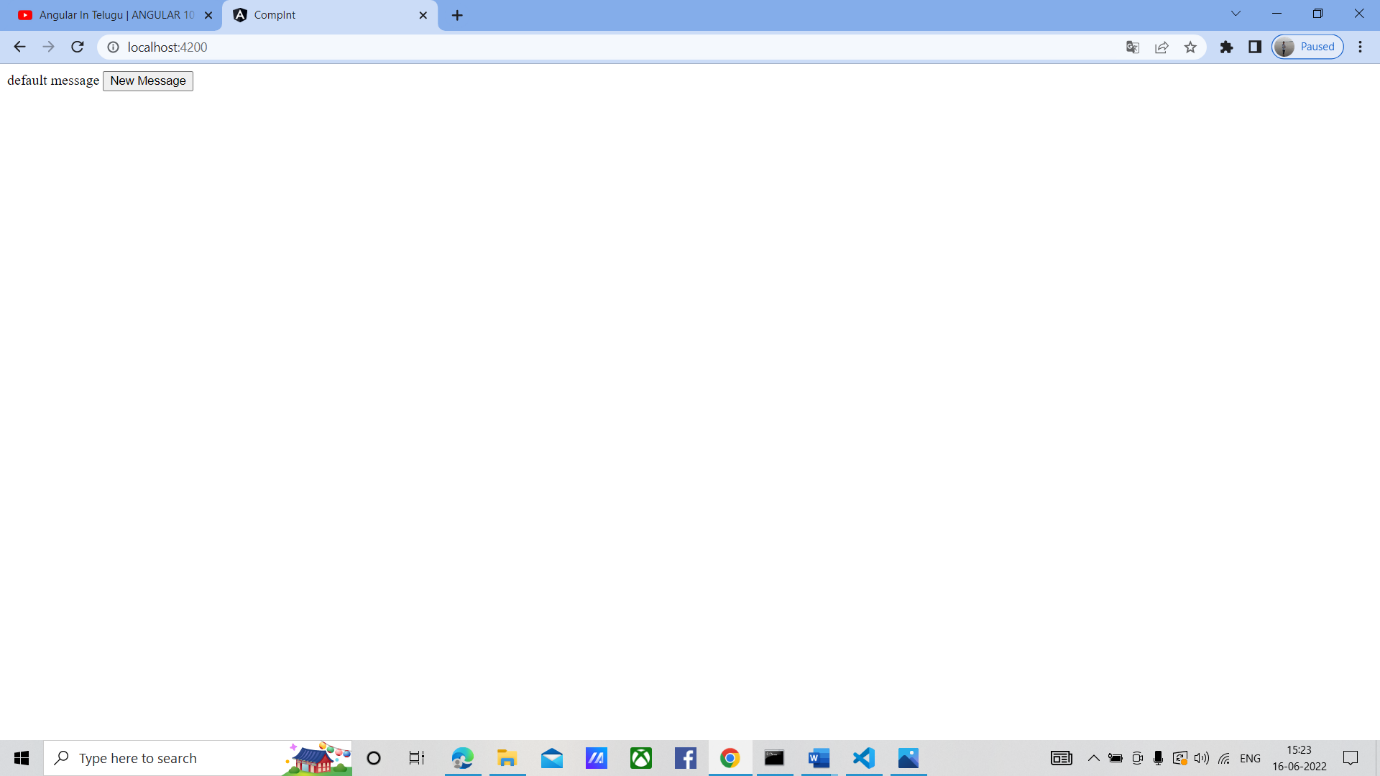 Angular In Telugu | ANGULAR 10
CompInt
localhost:4200
Paused
default message New Message
Type here to search
ENG
15:23
16-06-2022